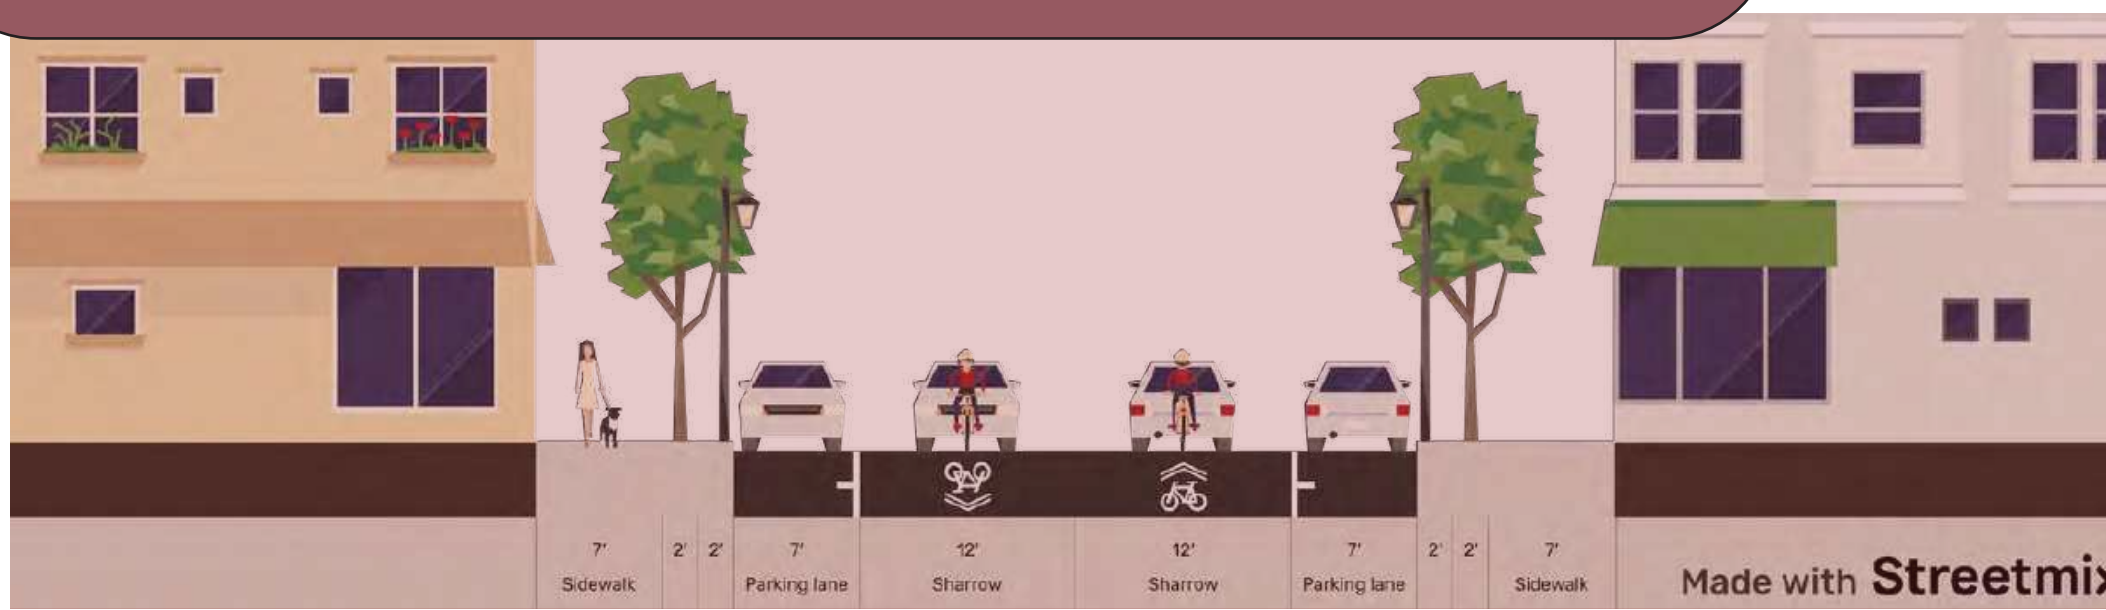 7' 2' 2' 7' 12' 12' 7' 2' 2' 7'
Sidewalk Parking lane Sharrow Sharrow Parking lane Sidewalk
Made with Streetmix